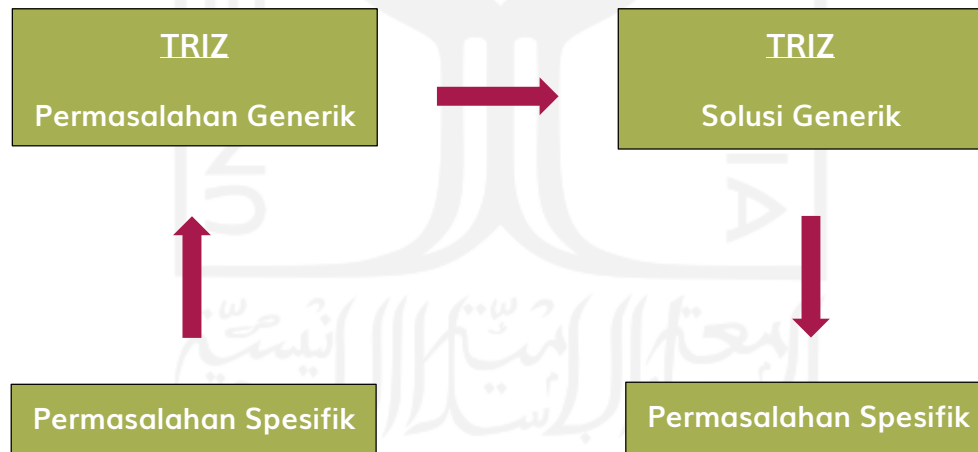 TRIZ
Permasalahan Generik
TRIZ
Solusi Generik
Permasalahan Spesifik
Permasalahan Spesifik